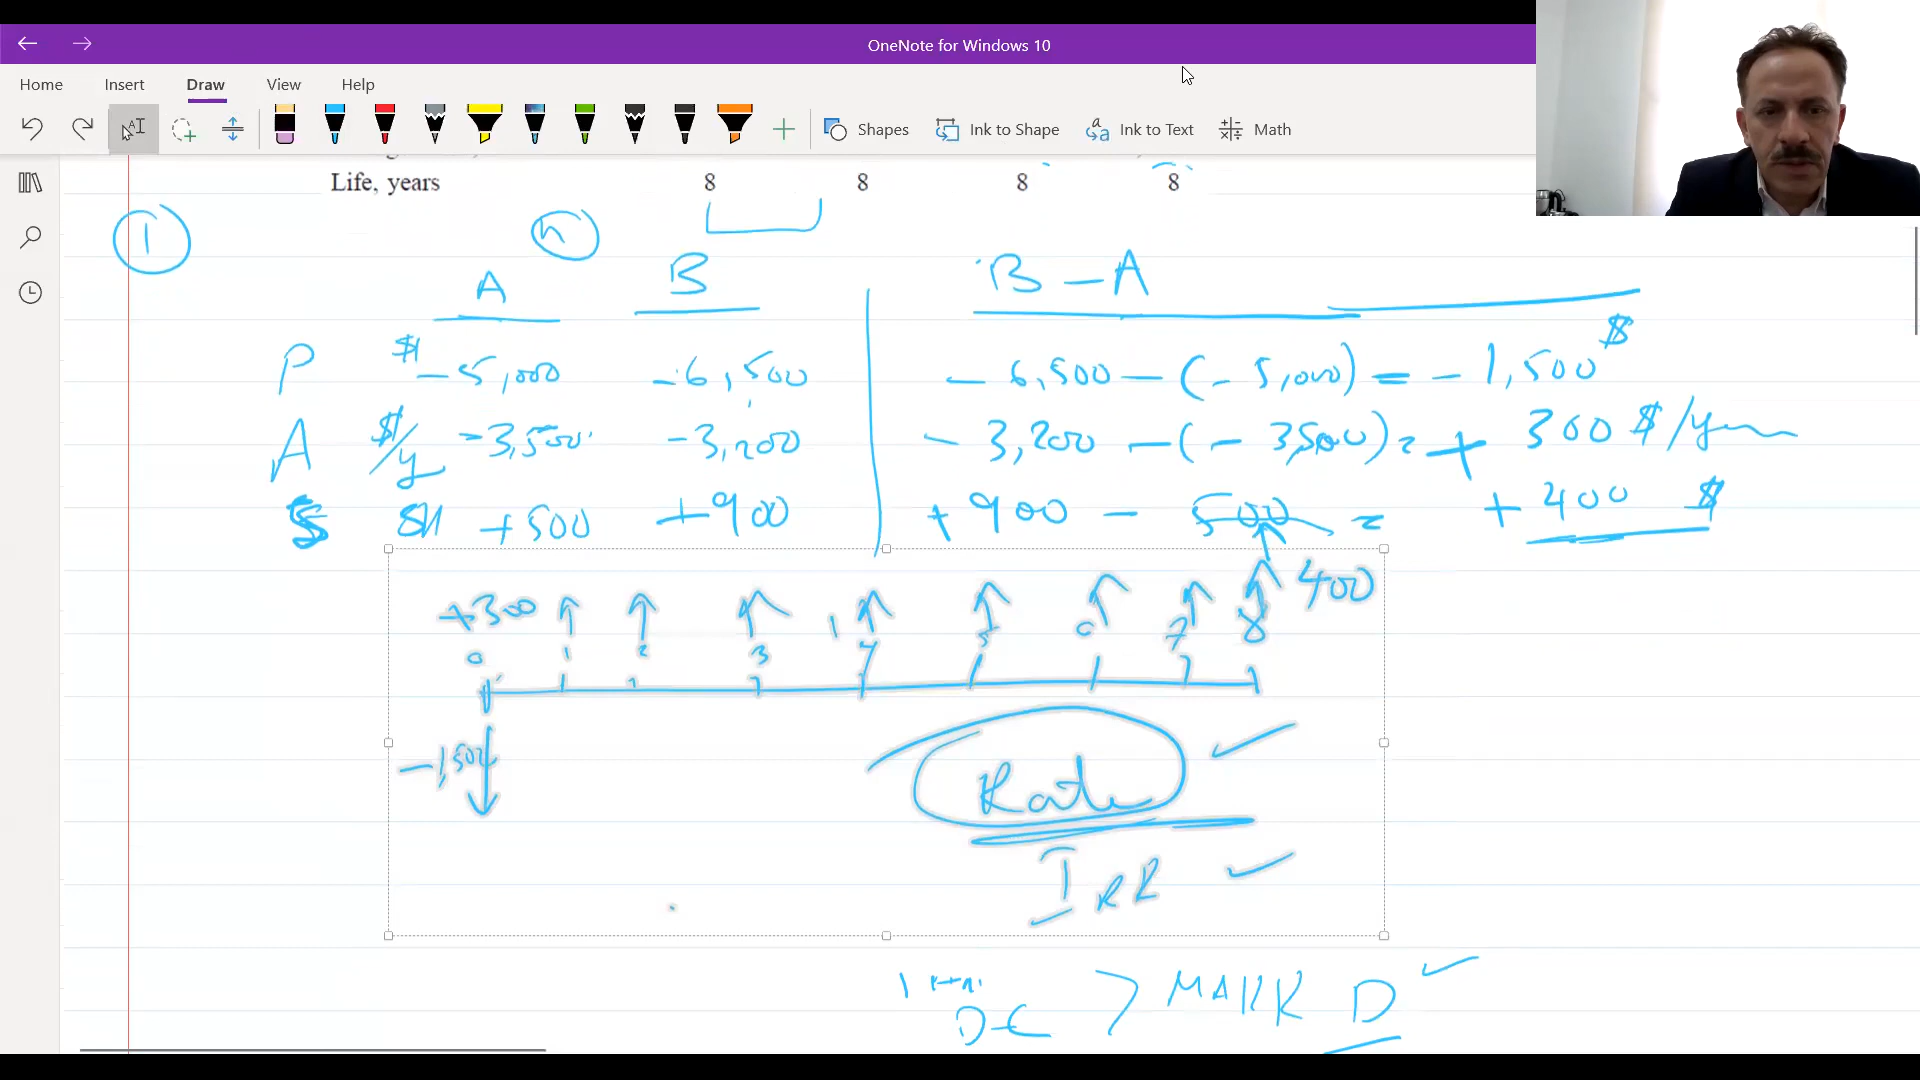 OneNote for Windows 10
Home Insert Draw View Help
Shapes Ink to Shape Ink to Text Math
Life, years 8 8 8 8
1 n
A B B - A
P $ -5,000 -6,500 -6,500 - (-5,000) = -1,500 $
A $/y -3,500 -3,200 -3,200 - (-3,500) = + 300 $/year
S $ +500 +900 +900 - 500 = +400 $
+300 400
0 1 2 3 4 5 6 7 8
-1,500
Rate
IRR
D-C > MARR D